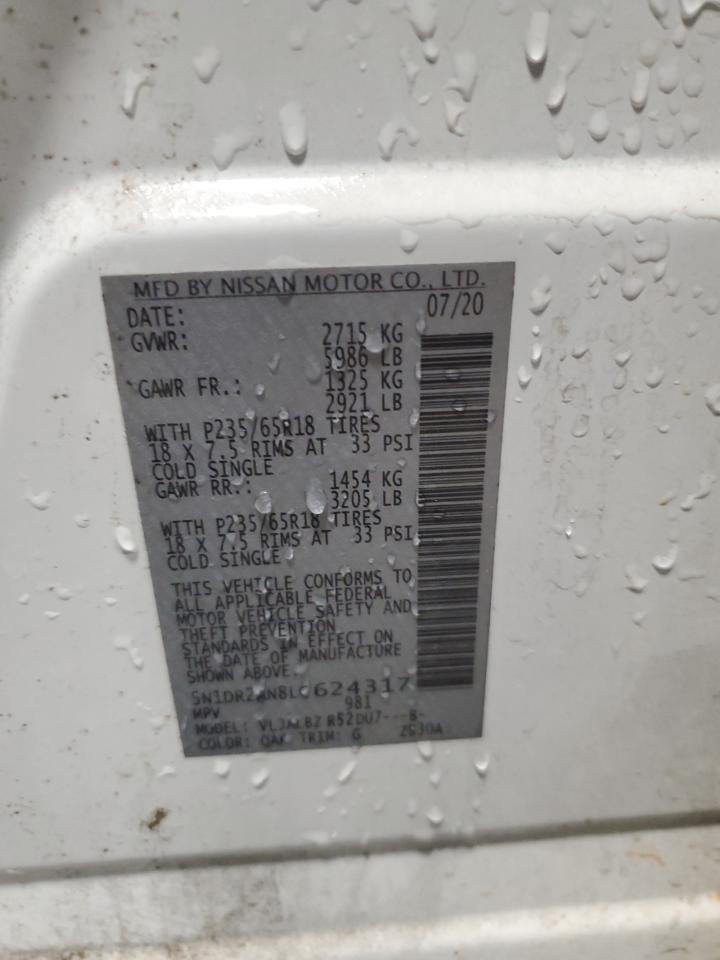 MFD BY NISSAN MOTOR CO., LTD.
DATE: 07/20
GVWR: 2715 KG
5986 LB
GAWR FR.: 1325 KG
2921 LB
WITH P235/65R18 TIRES
18 X 7.5 RIMS AT 33 PSI
COLD SINGLE
GAWR RR.: 1454 KG
3205 LB
WITH P235/65R18 TIRES
18 X 7.5 RIMS AT 33 PSI
COLD SINGLE
THIS VEHICLE CONFORMS TO
ALL APPLICABLE FEDERAL
MOTOR VEHICLE SAFETY AND
THEFT PREVENTION
STANDARDS IN EFFECT ON
THE DATE OF MANUFACTURE
SHOWN ABOVE.
624317
MPV 981
MODEL:
COLOR: QAK TRIM: G